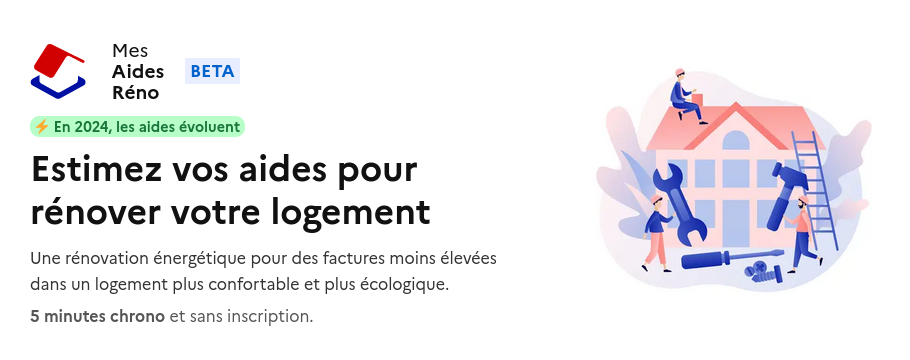 Mes
Aides
Réno
BETA
⚡ En 2024, les aides évoluent
Estimez vos aides pour
rénover votre logement
Une rénovation énergétique pour des factures moins élevées
dans un logement plus confortable et plus écologique.
5 minutes chrono et sans inscription.